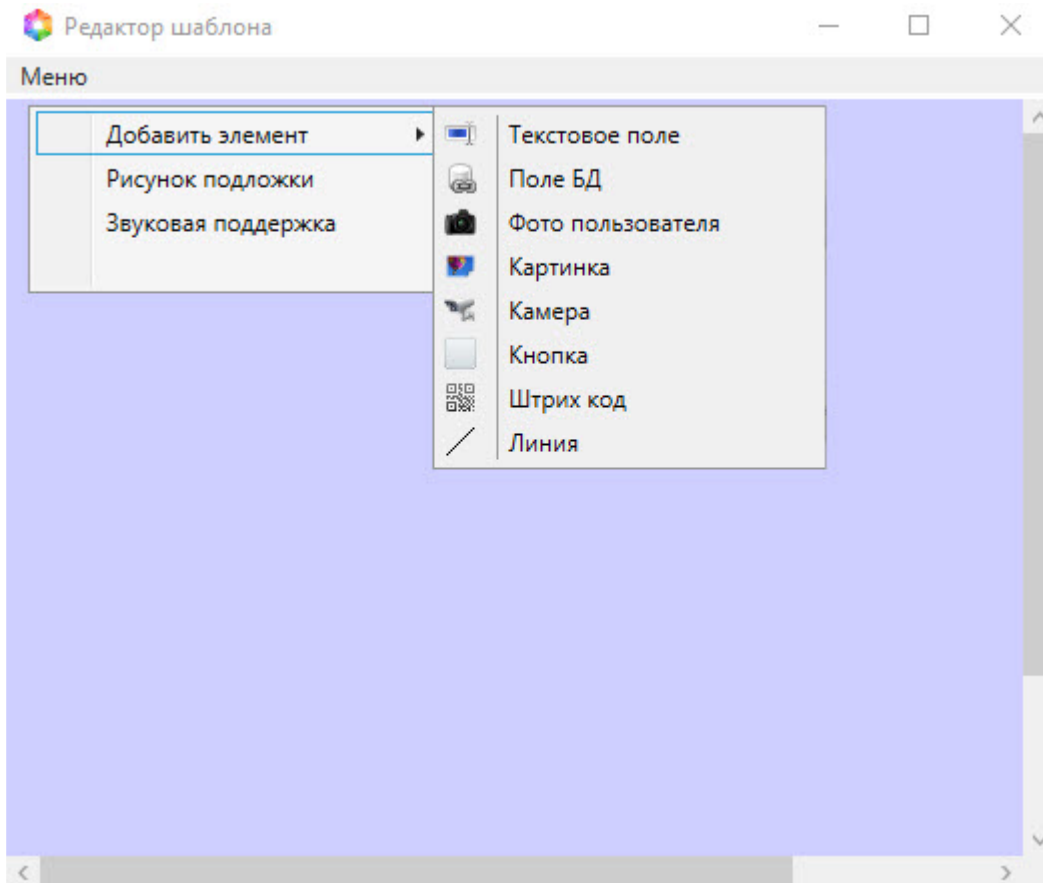 Редактор шаблона
Меню
Добавить элемент
Рисунок подложки
Звуковая поддержка
Текстовое поле
Поле БД
Фото пользователя
Картинка
Камера
Кнопка
Штрих код
Линия